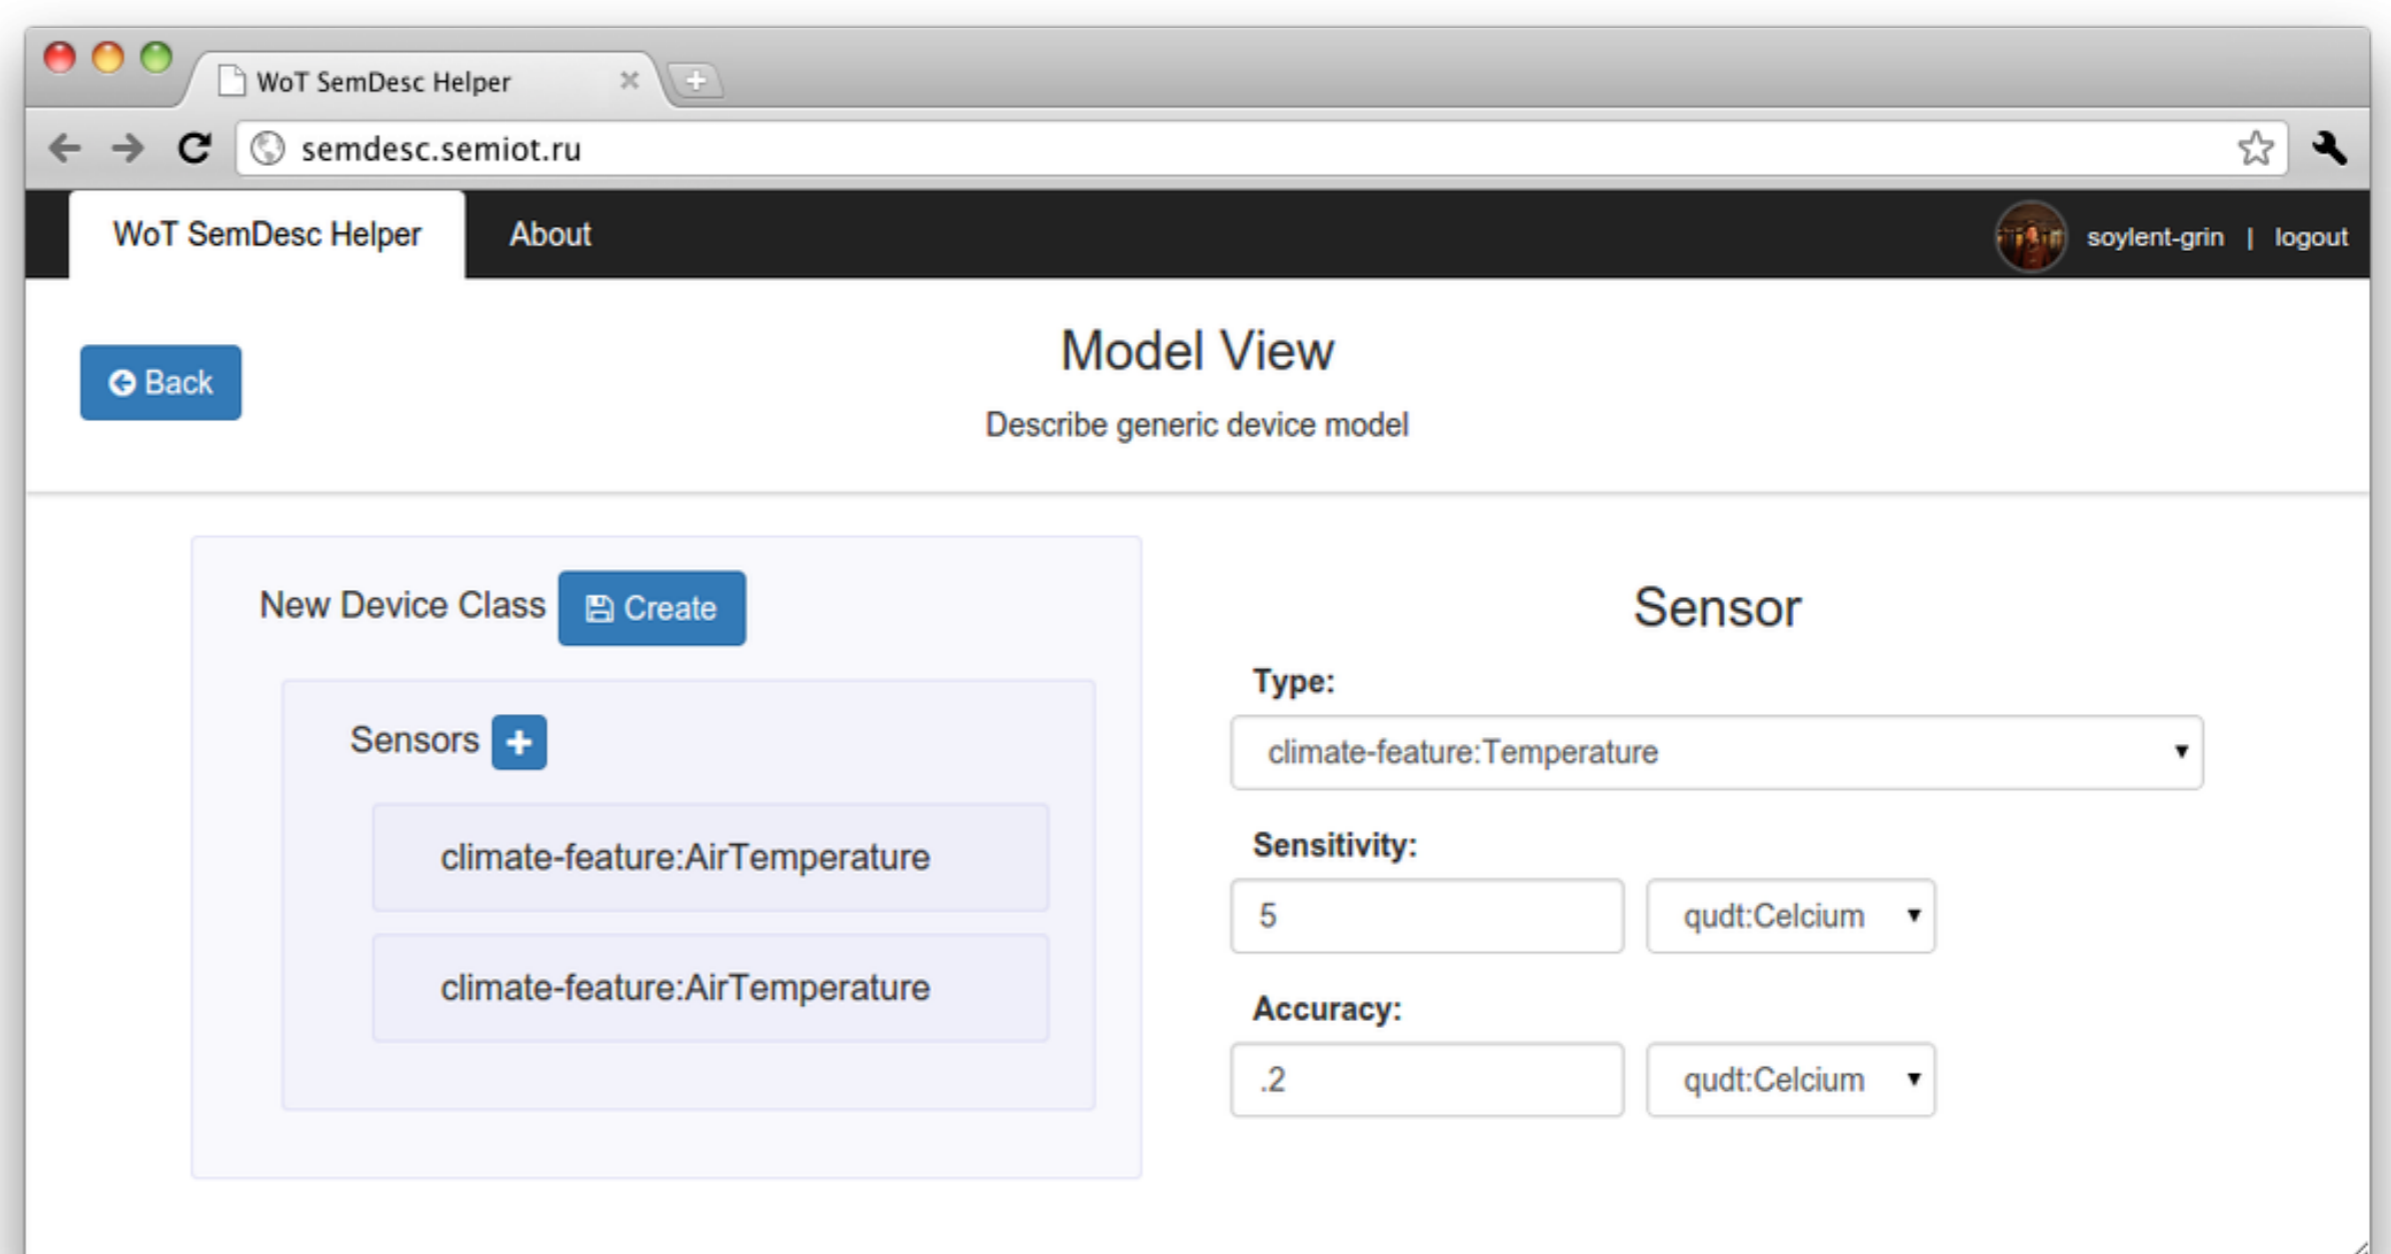 WoT SemDesc Helper
semdesc.semiot.ru
WoT SemDesc Helper About soylent-grin | logout
Back
Model View
Describe generic device model
New Device Class Create
Sensors
climate-feature:AirTemperature
climate-feature:AirTemperature
Sensor
Type:
climate-feature:Temperature
Sensitivity:
5 qudt:Celcium
Accuracy:
.2 qudt:Celcium